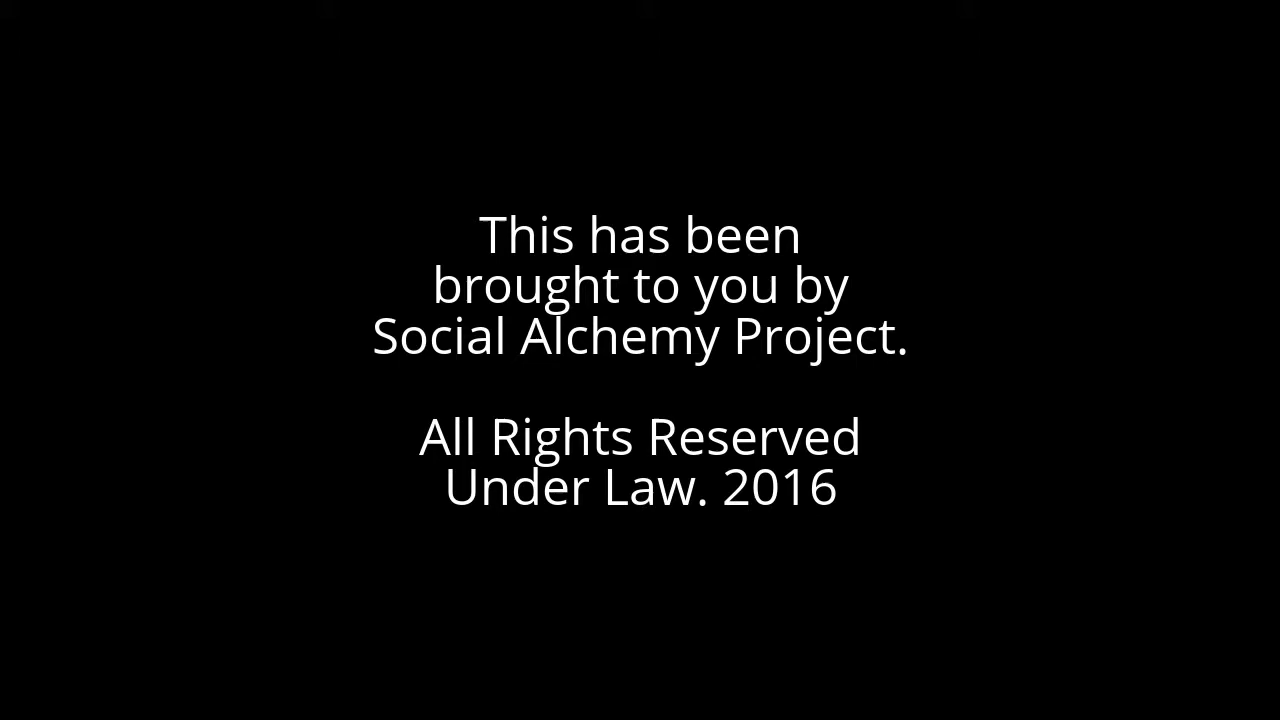 This has been
brought to you by
Social Alchemy Project.
All Rights Reserved
Under Law. 2016